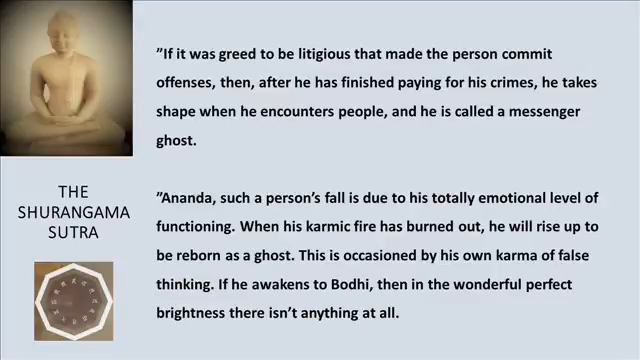 THE
SHURANGAMA
SUTRA
”If it was greed to be litigious that made the person commit
offenses, then, after he has finished paying for his crimes, he takes
shape when he encounters people, and he is called a messenger
ghost.
”Ananda, such a person’s fall is due to his totally emotional level of
functioning. When his karmic fire has burned out, he will rise up to
be reborn as a ghost. This is occasioned by his own karma of false
thinking. If he awakens to Bodhi, then in the wonderful perfect
brightness there isn’t anything at all.